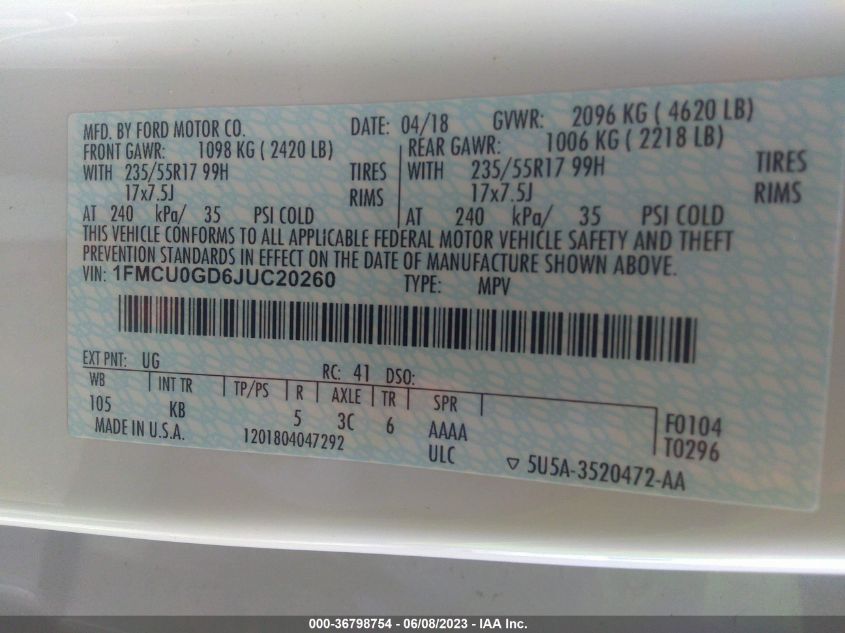 MFD. BY FORD MOTOR CO. DATE: 04/18 GVWR: 2096 KG ( 4620 LB)
FRONT GAWR: 1098 KG ( 2420 LB) REAR GAWR: 1006 KG ( 2218 LB)
WITH 235/55R17 99H TIRES WITH 235/55R17 99H TIRES
17x7.5J RIMS 17x7.5J RIMS
AT 240 kPa/ 35 PSI COLD AT 240 kPa/ 35 PSI COLD
THIS VEHICLE CONFORMS TO ALL APPLICABLE FEDERAL MOTOR VEHICLE SAFETY AND THEFT
PREVENTION STANDARDS IN EFFECT ON THE DATE OF MANUFACTURE SHOWN ABOVE.
VIN: 1FMCU0GD6JUC20260 TYPE: MPV
EXT PNT: UG RC: 41 DSO:
WB INT TR TP/PS R AXLE TR SPR
105 KB 5 3C 6 AAAA F0104
MADE IN U.S.A. 1201804047292 ULC T0296
▽ 5U5A-3520472-AA
000-36798754 - 06/08/2023 - IAA Inc.